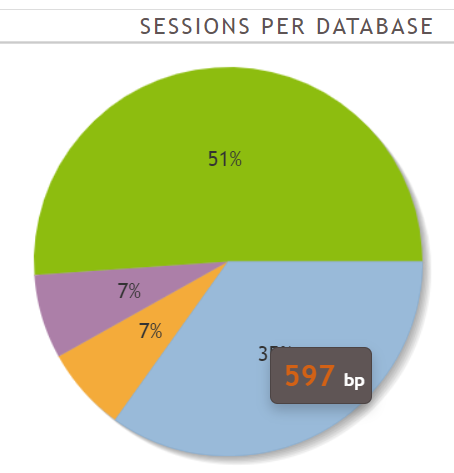 SESSIONS PER DATABASE
51%
7%
7%
597 bp